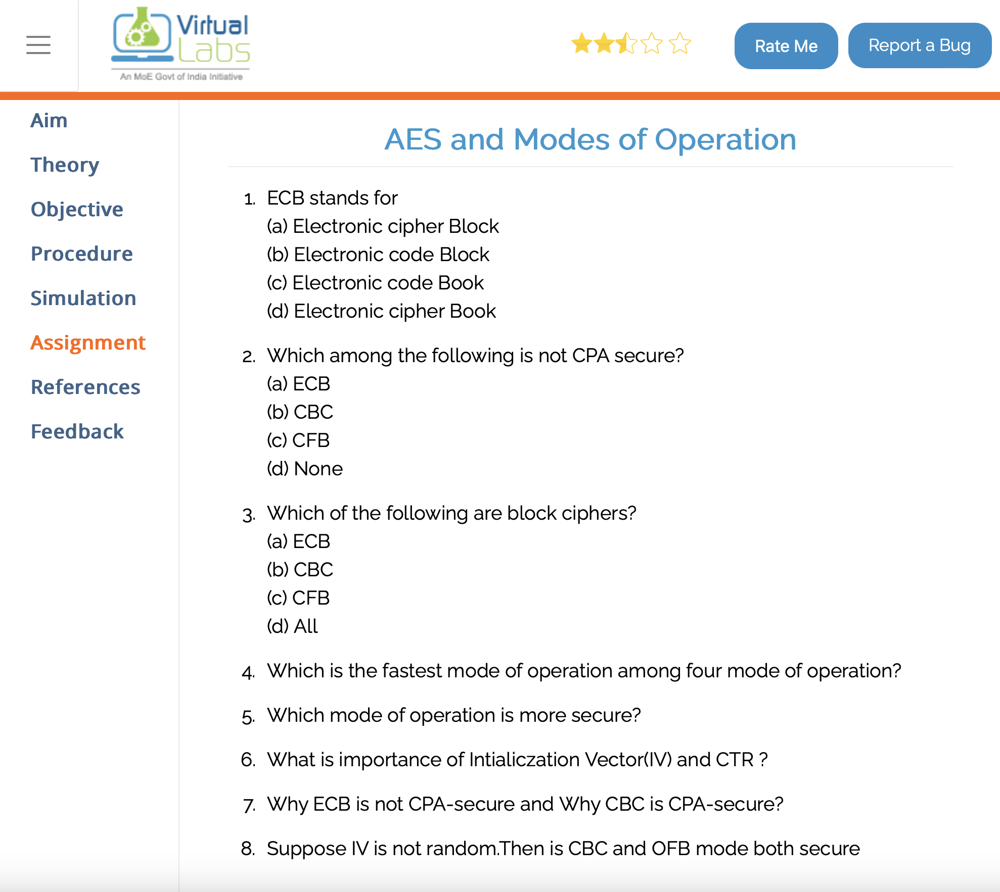 Virtual
Labs
An MoE Govt of India Initiative
Rate Me
Report a Bug
Aim
Theory
Objective
Procedure
Simulation
Assignment
References
Feedback
AES and Modes of Operation
1. ECB stands for
(a) Electronic cipher Block
(b) Electronic code Block
(c) Electronic code Book
(d) Electronic cipher Book
2. Which among the following is not CPA secure?
(a) ECB
(b) CBC
(c) CFB
(d) None
3. Which of the following are block ciphers?
(a) ECB
(b) CBC
(c) CFB
(d) All
4. Which is the fastest mode of operation among four mode of operation?
5. Which mode of operation is more secure?
6. What is importance of Intialiczation Vector(IV) and CTR ?
7. Why ECB is not CPA-secure and Why CBC is CPA-secure?
8. Suppose IV is not random.Then is CBC and OFB mode both secure